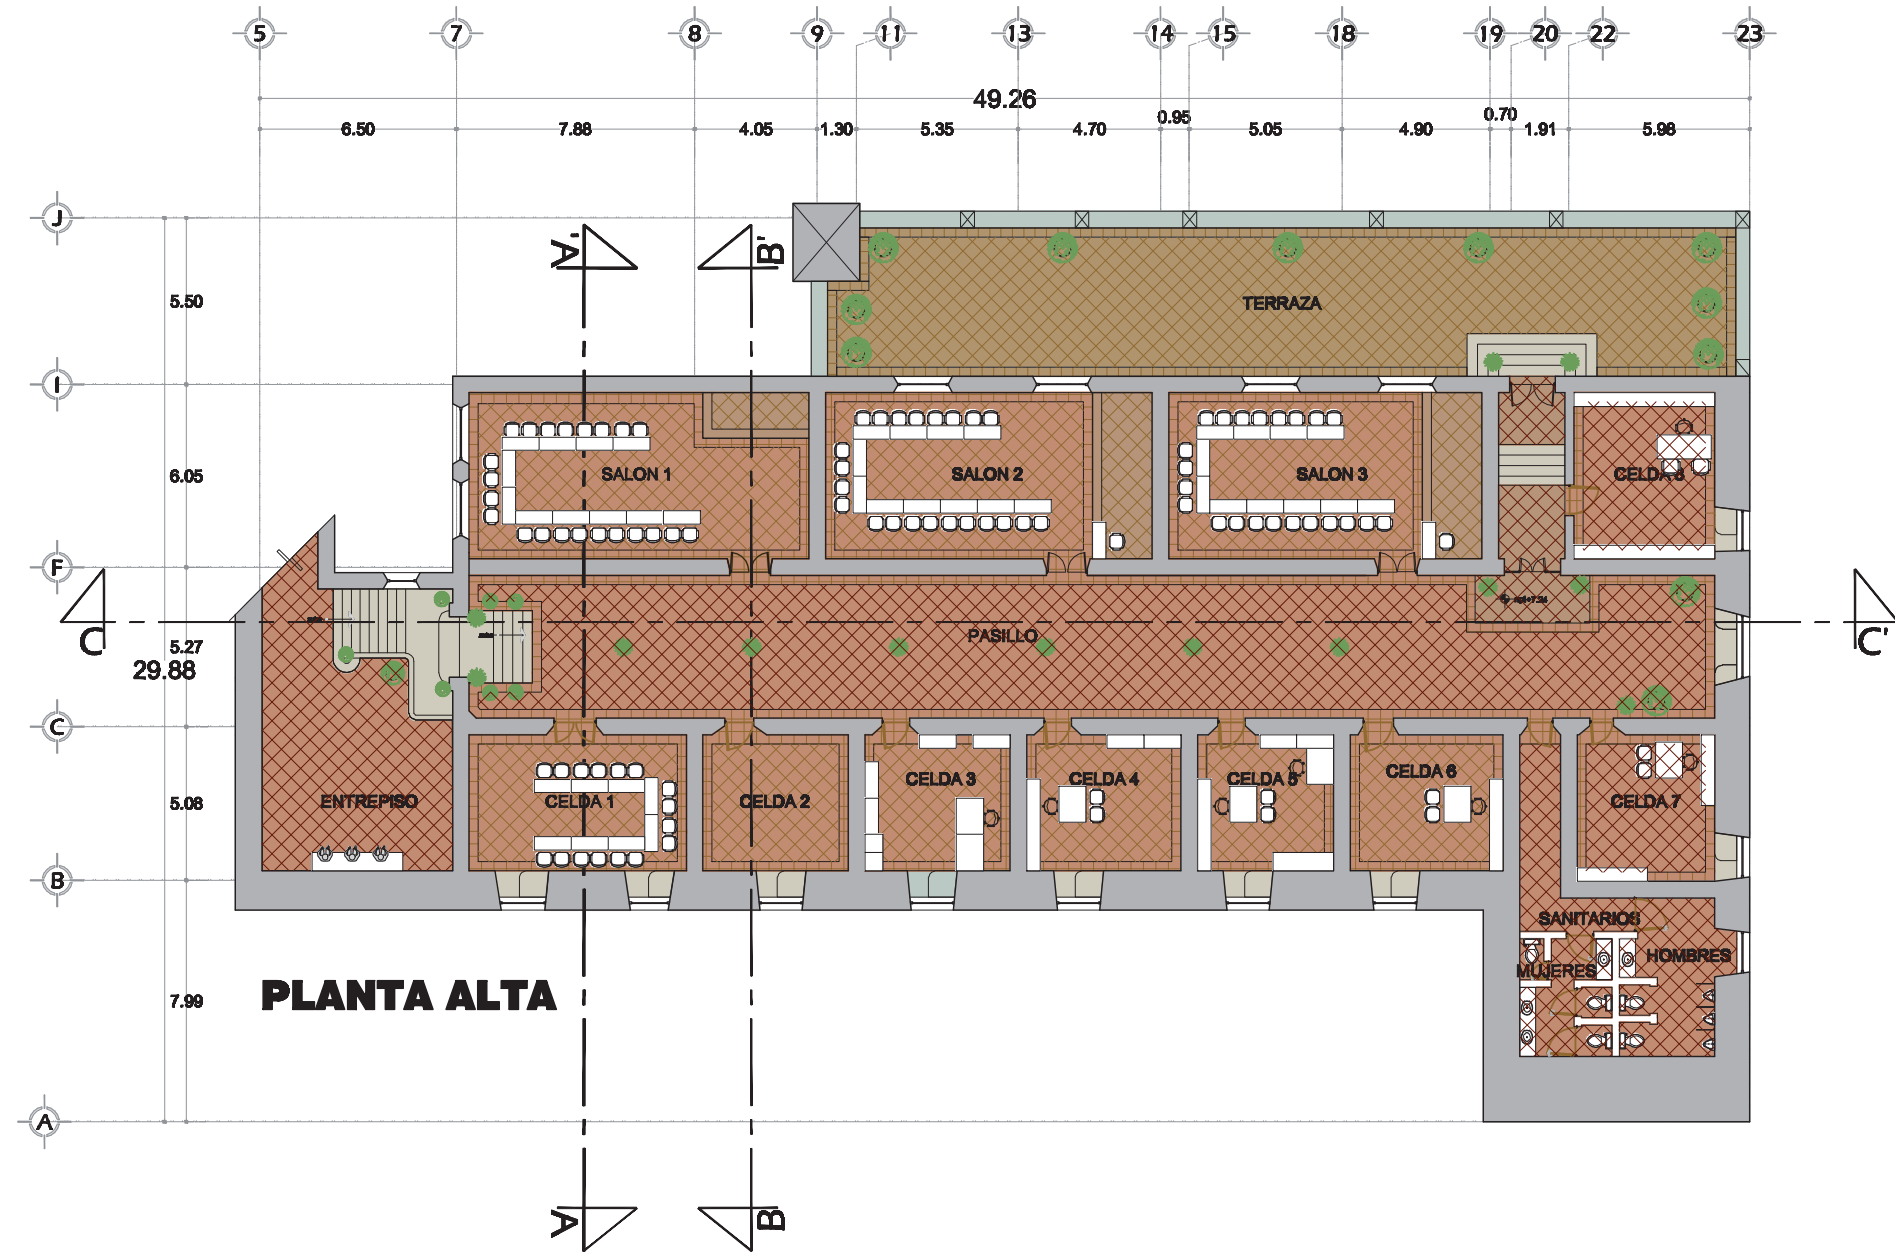 5 7 8 9 11 13 14 15 18 19 20 22 23
49.26
6.50 7.88 4.05 1.30 5.35 4.70 0.95 5.05 4.90 0.70 1.91 5.98
J
A' B'
5.50
TERRAZA
I
6.05
SALON 1 SALON 2 SALON 3 CELDA 8
F
C C'
5.27
PASILLO
29.88
C
CELDA 3 CELDA 4 CELDA 5 CELDA 6
5.08
ENTREPISO CELDA 1 CELDA 2 CELDA 7
B
SANITARIOS
HOMBRES
MUJERES
PLANTA ALTA
7.99
A
A B